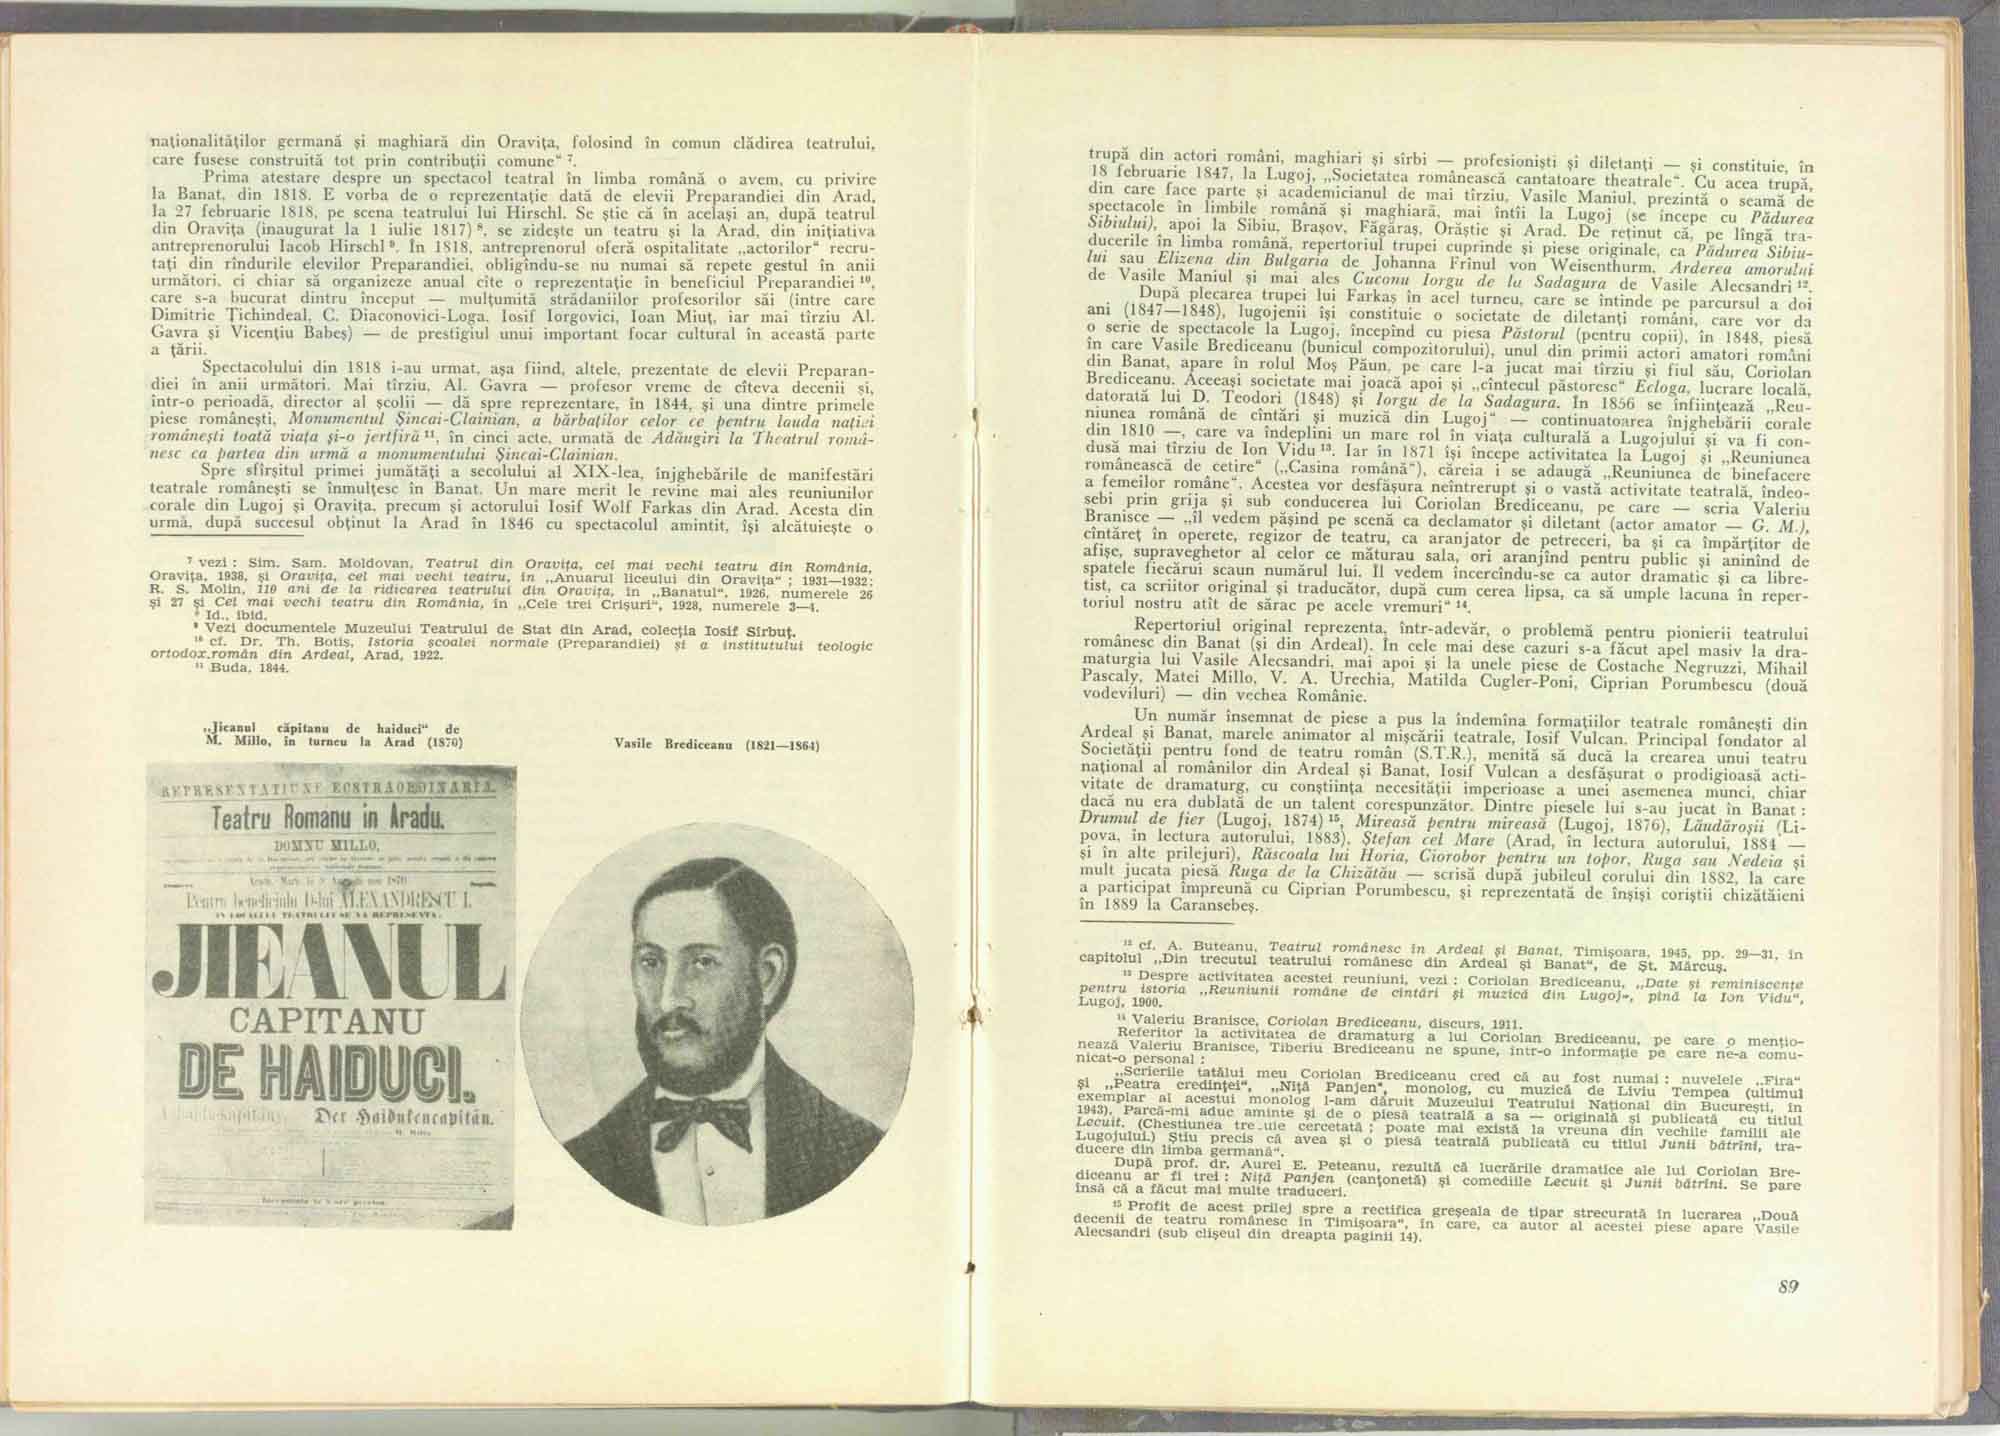 naţionalităţilor germană şi maghiară din Oraviţa, folosind în comun clădirea teatrului,
care fusese construită tot prin contribuţii comune“ ⁷.
Prima atestare despre un spectacol teatral în limba română o avem, cu privire
la Banat, din 1818. E vorba de o reprezentaţie dată de elevii Preparandiei din Arad,
la 27 februarie 1818, pe scena teatrului lui Hirschl. Se ştie că în acelaşi an, după teatrul
din Oraviţa (inaugurat la 1 iulie 1817) ⁸, se zideşte un teatru şi la Arad, din iniţiativa
antreprenorului Iacob Hirschl ⁹. În 1818, antreprenorul oferă ospitalitate „actorilor“ recru-
taţi din rîndurile elevilor Preparandiei, obligîndu-se nu numai să repete gestul în anii
următori, ci chiar să organizeze anual cîte o reprezentaţie în beneficiul Preparandiei ¹⁰,
care s-a bucurat dintru început — mulţumită strădaniilor profesorilor săi (între care
Dimitrie Ţichindeal, C. Diaconovici-Loga, Iosif Iorgovici, Ioan Miuţ, iar mai tîrziu Al.
Gavra şi Vicenţiu Babeş) — de prestigiul unui important focar cultural în această parte
a ţării.
Spectacolului din 1818 i-au urmat, aşa fiind, altele, prezentate de elevii Preparan-
diei în anii următori. Mai tîrziu, Al. Gavra — profesor vreme de cîteva decenii şi,
într-o perioadă, director al şcolii — dă spre reprezentare, în 1844, şi una dintre primele
piese româneşti, Monumentul Şincai-Clainian, a bărbaţilor celor ce pentru lauda naţiei
româneşti toată viaţa şi-o jertfiră ¹¹, în cinci acte, urmată de Adăugiri la Theatrul romă-
nesc ca partea din urmă a monumentului Şincai-Clainian.
Spre sfîrşitul primei jumătăţi a secolului al XIX-lea, înjghebările de manifestări
teatrale româneşti se înmulţesc în Banat. Un mare merit le revine mai ales reuniunilor
corale din Lugoj şi Oraviţa, precum şi actorului Iosif Wolf Farkas din Arad. Acesta din
urmă, după succesul obţinut la Arad în 1846 cu spectacolul amintit, îşi alcătuieşte o
⁷ vezi : Sim. Sam. Moldovan, Teatrul din Oraviţa, cel mai vechi teatru din România,
Oraviţa, 1938, şi Oraviţa, cel mai vechi teatru, în „Anuarul liceului din Oraviţa“ ; 1931—1932;
R. S. Molin, 110 ani de la ridicarea teatrului din Oraviţa, în „Banatul“, 1926, numerele 26
şi 27 şi Cel mai vechi teatru din România, în „Cele trei Crişuri“, 1928, numerele 3—4.
⁸ Id., ibid.
⁹ Vezi documentele Muzeului Teatrului de Stat din Arad, colecţia Iosif Sîrbuţ.
¹⁰ cf. Dr. Th. Botiş, Istoria şcoalei normale (Preparandiei) şi a institutului teologic
ortodox.român din Ardeal, Arad, 1922.
¹¹ Buda, 1844.
„Jicanul căpitanu de haiduci“ de
M. Millo, în turneu la Arad (1870)
Vasile Brediceanu (1821—1864)
REPRESENTATIUNE ECSTRAORDINARIA.
Teatru Romanu in Aradu.
DOMNU MILLO,
Pentru beneficiulu D-lui ALEXANDRESCU I.
IN LOCALULU TEATRULUI SE VA REPRESENTA:
JIEANUL
CAPITANU
DE HAIDUCI.
Der Haidukencapitän.
trupă din actori români, maghiari şi sîrbi — profesionişti şi diletanţi — şi constituie, în
18 februarie 1847, la Lugoj, „Societatea românească cantatoare theatrale“. Cu acea trupă,
din care face parte şi academicianul de mai tîrziu, Vasile Maniul, prezintă o seamă de
spectacole în limbile română şi maghiară, mai întîi la Lugoj (se începe cu Pădurea
Sibiului), apoi la Sibiu, Braşov, Făgăraş, Orăştie şi Arad. De reţinut că, pe lîngă tra-
ducerile în limba română, repertoriul trupei cuprinde şi piese originale, ca Pădurea Sibiu-
lui sau Elizena din Bulgaria de Johanna Frînul von Weisenthurm, Arderea amorului
de Vasile Maniul şi mai ales Cuconu Iorgu de la Sadagura de Vasile Alecsandri ¹².
După plecarea trupei lui Farkaş în acel turneu, care se întinde pe parcursul a doi
ani (1847—1848), lugojenii îşi constituie o societate de diletanţi români, care vor da
o serie de spectacole la Lugoj, începînd cu piesa Păstorul (pentru copii), în 1848, piesă
în care Vasile Brediceanu (bunicul compozitorului), unul din primii actori amatori români
din Banat, apare în rolul Moş Păun, pe care l-a jucat mai tîrziu şi fiul său, Coriolan
Brediceanu. Aceeaşi societate mai joacă apoi şi „cîntecul păstoresc“ Ecloga, lucrare locală,
datorată lui D. Teodori (1848) şi Iorgu de la Sadagura. În 1856 se înfiinţează „Reu-
niunea română de cîntări şi muzică din Lugoj“ — continuatoarea înjghebării corale
din 1810 —, care va îndeplini un mare rol în viaţa culturală a Lugojului şi va fi con-
dusă mai tîrziu de Ion Vidu ¹³. Iar în 1871 îşi începe activitatea la Lugoj şi „Reuniunea
românească de cetire“ („Casina română“), căreia i se adaugă „Reuniunea de binefacere
a femeilor române“. Acestea vor desfăşura neîntrerupt şi o vastă activitate teatrală, îndeo-
sebi prin grija şi sub conducerea lui Coriolan Brediceanu, pe care — scria Valeriu
Branisce — „îl vedem păşind pe scenă ca declamator şi diletant (actor amator — G. M.),
cîntăreţ în operete, regizor de teatru, ca aranjator de petreceri, ba şi ca împărţitor de
afişe, supraveghetor al celor ce măturau sala, ori aranjînd pentru public şi aninînd de
spatele fiecărui scaun numărul lui. Îl vedem încercîndu-se ca autor dramatic şi ca libre-
tist, ca scriitor original şi traducător, după cum cerea lipsa, ca să umple lacuna în reper-
toriul nostru atît de sărac pe acele vremuri“ ¹⁴.
Repertoriul original reprezenta, într-adevăr, o problemă pentru pionierii teatrului
românesc din Banat (şi din Ardeal). În cele mai dese cazuri s-a făcut apel masiv la dra-
maturgia lui Vasile Alecsandri, mai apoi şi la unele piese de Costache Negruzzi, Mihail
Pascaly, Matei Millo, V. A. Urechia, Matilda Cugler-Poni, Ciprian Porumbescu (două
vodeviluri) — din vechea Românie.
Un număr însemnat de piese a pus la îndemîna formaţiilor teatrale româneşti din
Ardeal şi Banat, marele animator al mişcării teatrale, Iosif Vulcan. Principal fondator al
Societăţii pentru fond de teatru român (S.T.R.), menită să ducă la crearea unui teatru
naţional al românilor din Ardeal şi Banat, Iosif Vulcan a desfăşurat o prodigioasă acti-
vitate de dramaturg, cu conştiinţa necesităţii imperioase a unei asemenea munci, chiar
dacă nu era dublată de un talent corespunzător. Dintre piesele lui s-au jucat în Banat :
Drumul de fier (Lugoj, 1874) ¹⁵, Mireasă pentru mireasă (Lugoj, 1876), Lăudăroşii (Li-
pova, în lectura autorului, 1883), Ştefan cel Mare (Arad, în lectura autorului, 1884 —
şi în alte prilejuri), Răscoala lui Horia, Ciorobor pentru un topor, Ruga sau Nedeia şi
mult jucata piesă Ruga de la Chizătău — scrisă după jubileul corului din 1882, la care
a participat împreună cu Ciprian Porumbescu, şi reprezentată de înşişi coriştii chizătăieni
în 1889 la Caransebeş.
¹² cf. A. Buteanu, Teatrul românesc în Ardeal şi Banat, Timişoara, 1945, pp. 29—31, în
capitolul „Din trecutul teatrului românesc din Ardeal şi Banat“, de Şt. Mărcuş.
¹³ Despre activitatea acestei reuniuni, vezi : Coriolan Brediceanu, „Date şi reminiscenţe
pentru istoria „Reuniunii române de cîntări şi muzică din Lugoj“, pînă la Ion Vidu“,
Lugoj, 1900.
¹⁴ Valeriu Branisce, Coriolan Brediceanu, discurs, 1911.
Referitor la activitatea de dramaturg a lui Coriolan Brediceanu, pe care o menţio-
nează Valeriu Branisce, Tiberiu Brediceanu ne spune, într-o informaţie pe care ne-a comu-
nicat-o personal :
„Scrierile tatălui meu Coriolan Brediceanu cred că au fost numai : nuvelele „Fira“
şi „Peatra credinţei“, „Niţă Panjen“, monolog, cu muzică de Liviu Tempea (ultimul
exemplar al acestui monolog l-am dăruit Muzeului Teatrului Naţional din Bucureşti, în
1943). Parcă-mi aduc aminte şi de o piesă teatrală a sa — originală şi publicată cu titlul
Lecuit. (Chestiunea tre.uie cercetată ; poate mai există la vreuna din vechile familii ale
Lugojului.) Ştiu precis că avea şi o piesă teatrală publicată cu titlul Junii bătrîni, tra-
ducere din limba germană“.
După prof. dr. Aurel E. Peteanu, rezultă că lucrările dramatice ale lui Coriolan Bre-
diceanu ar fi trei : Niţă Panjen (canţonetă) şi comediile Lecuit şi Junii bătrîni. Se pare
însă că a făcut mai multe traduceri.
¹⁵ Profit de acest prilej spre a rectifica greşeala de tipar strecurată în lucrarea „Două
decenii de teatru românesc în Timişoara“, în care, ca autor al acestei piese apare Vasile
Alecsandri (sub clişeul din dreapta paginii 14).
89